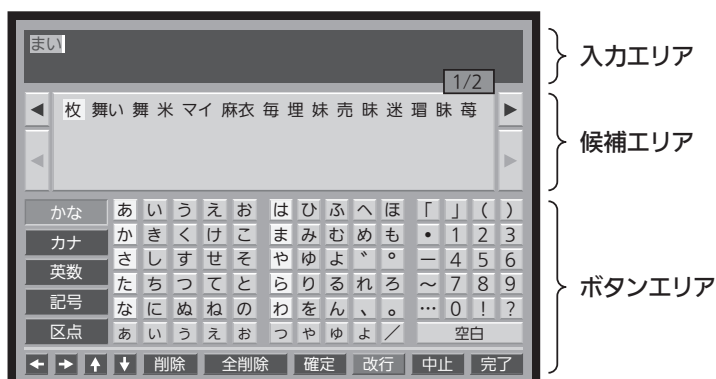 まい
入力エリア
1/2
◀ 枚 舞い 舞 米 マイ 麻衣 毎 埋 妹 売 昧 迷 瑁 眛 苺 ▶
候補エリア
◀ ▶
かな あ い う え お は ひ ふ へ ほ 「 」 ( )
カナ か き く け こ ま み む め も ・ 1 2 3
英数 さ し す せ そ や ゆ よ ゛ ゜ ー 4 5 6
記号 た ち つ て と ら り る れ ろ ~ 7 8 9
な に ぬ ね の わ を ん 、 。 … 0 ! ?
区点 ぁ ぃ ぅ ぇ ぉ っ ゃ ゅ ょ / 空白
ボタンエリア
← → ↑ ↓ 削除 全削除 確定 改行 中止 完了